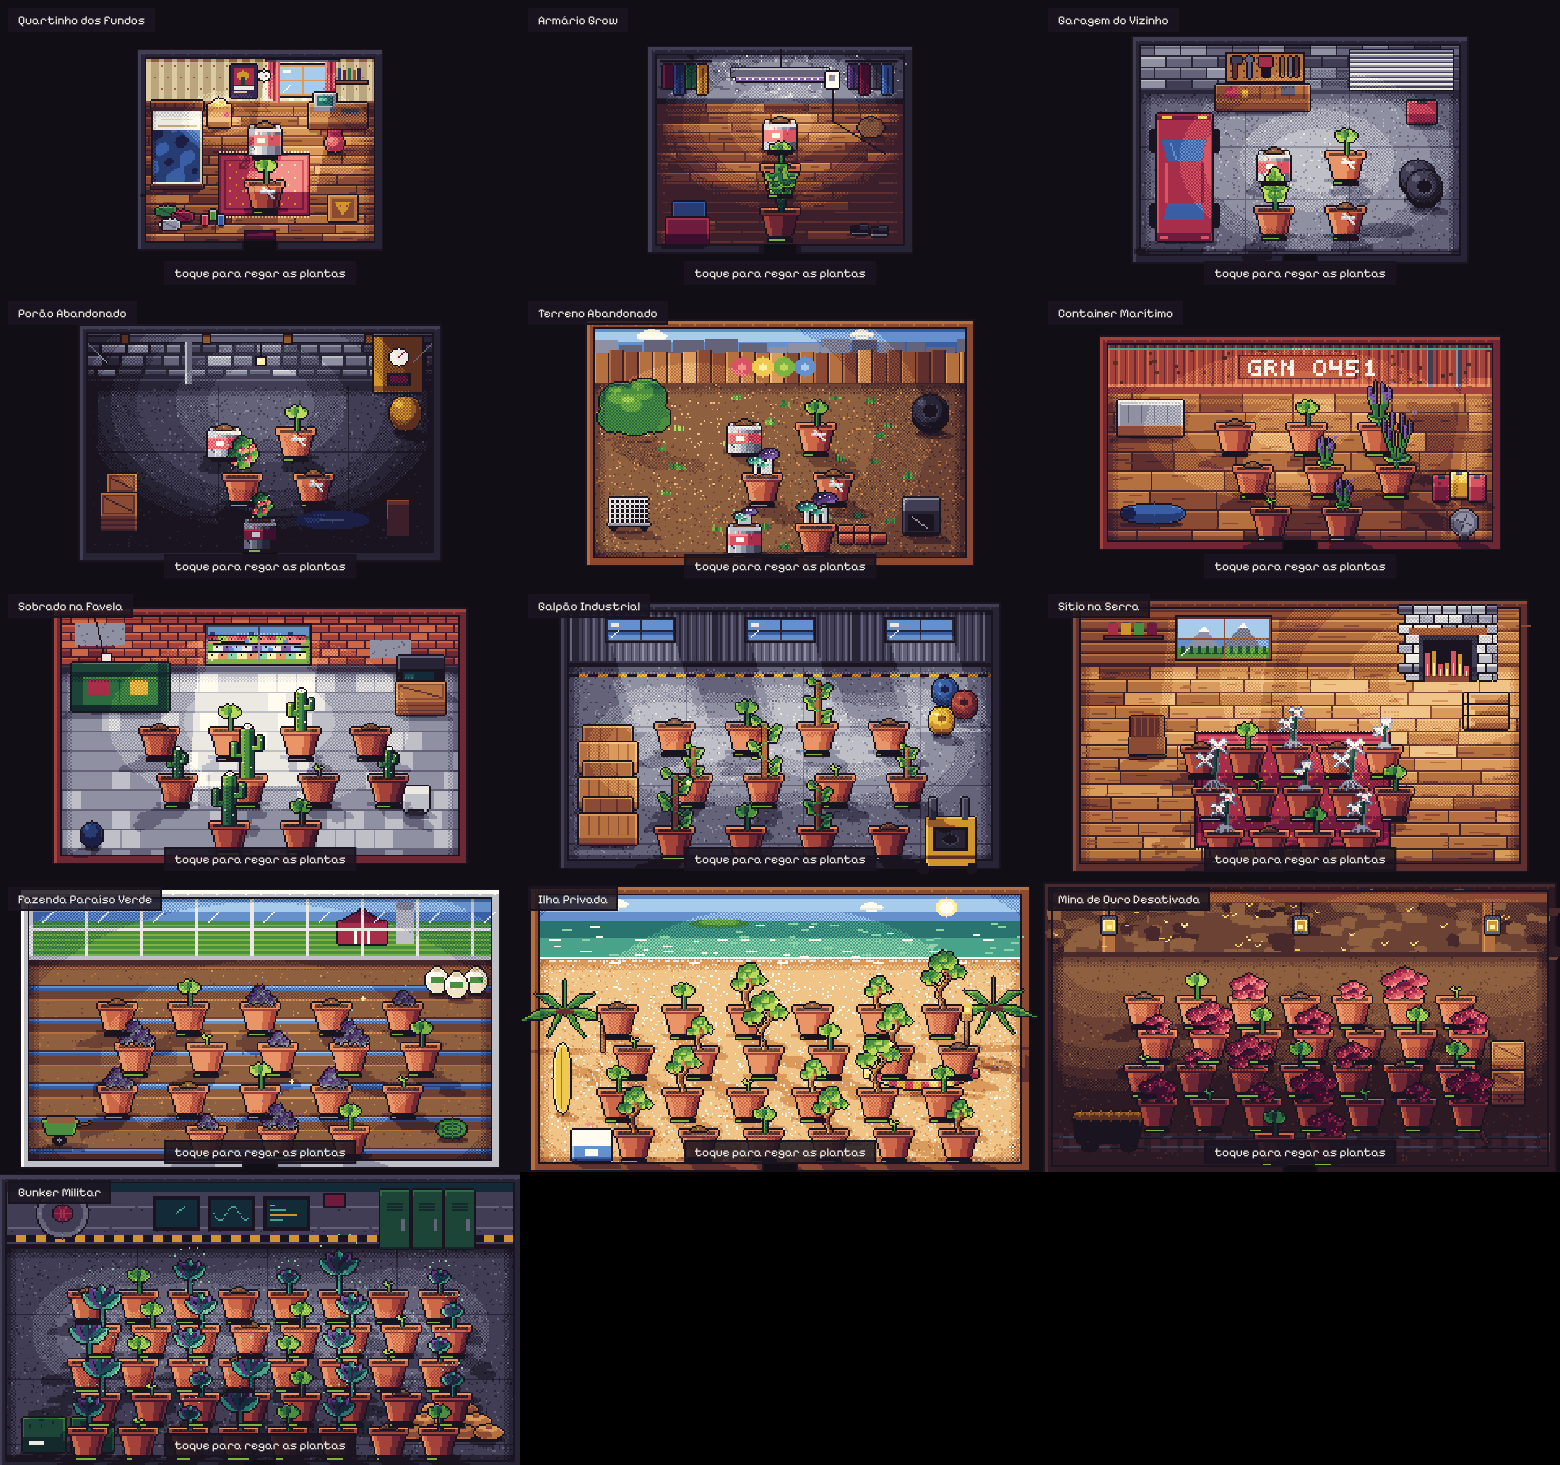 Quartinho dos Fundos
Armário Grow
Garagem do Vizinho
toque para regar as plantas
toque para regar as plantas
toque para regar as plantas
Porão Abandonado
Terreno Abandonado
Container Marítimo
GRN 0451
toque para regar as plantas
toque para regar as plantas
toque para regar as plantas
Sobrado na Favela
Galpão Industrial
Sítio na Serra
toque para regar as plantas
toque para regar as plantas
toque para regar as plantas
Fazenda Paraíso Verde
Ilha Privada
Mina de Ouro Desativada
toque para regar as plantas
toque para regar as plantas
toque para regar as plantas
Bunker Militar
toque para regar as plantas